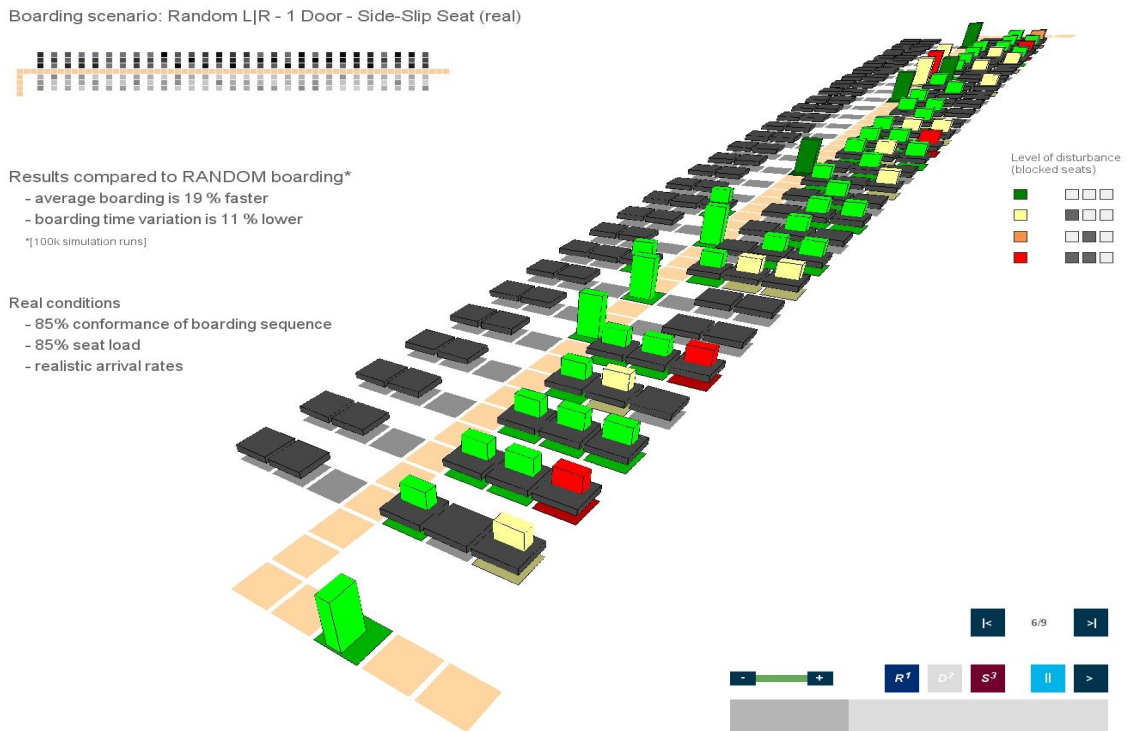 Boarding scenario: Random L|R - 1 Door - Side-Slip Seat (real)
Results compared to RANDOM boarding*
- average boarding is 19 % faster
- boarding time variation is 11 % lower
*[100k simulation runs]
Real conditions
- 85% conformance of boarding sequence
- 85% seat load
- realistic arrival rates
Level of disturbance
(blocked seats)
|< 6/9 >|
- + R¹ D² S³ || >